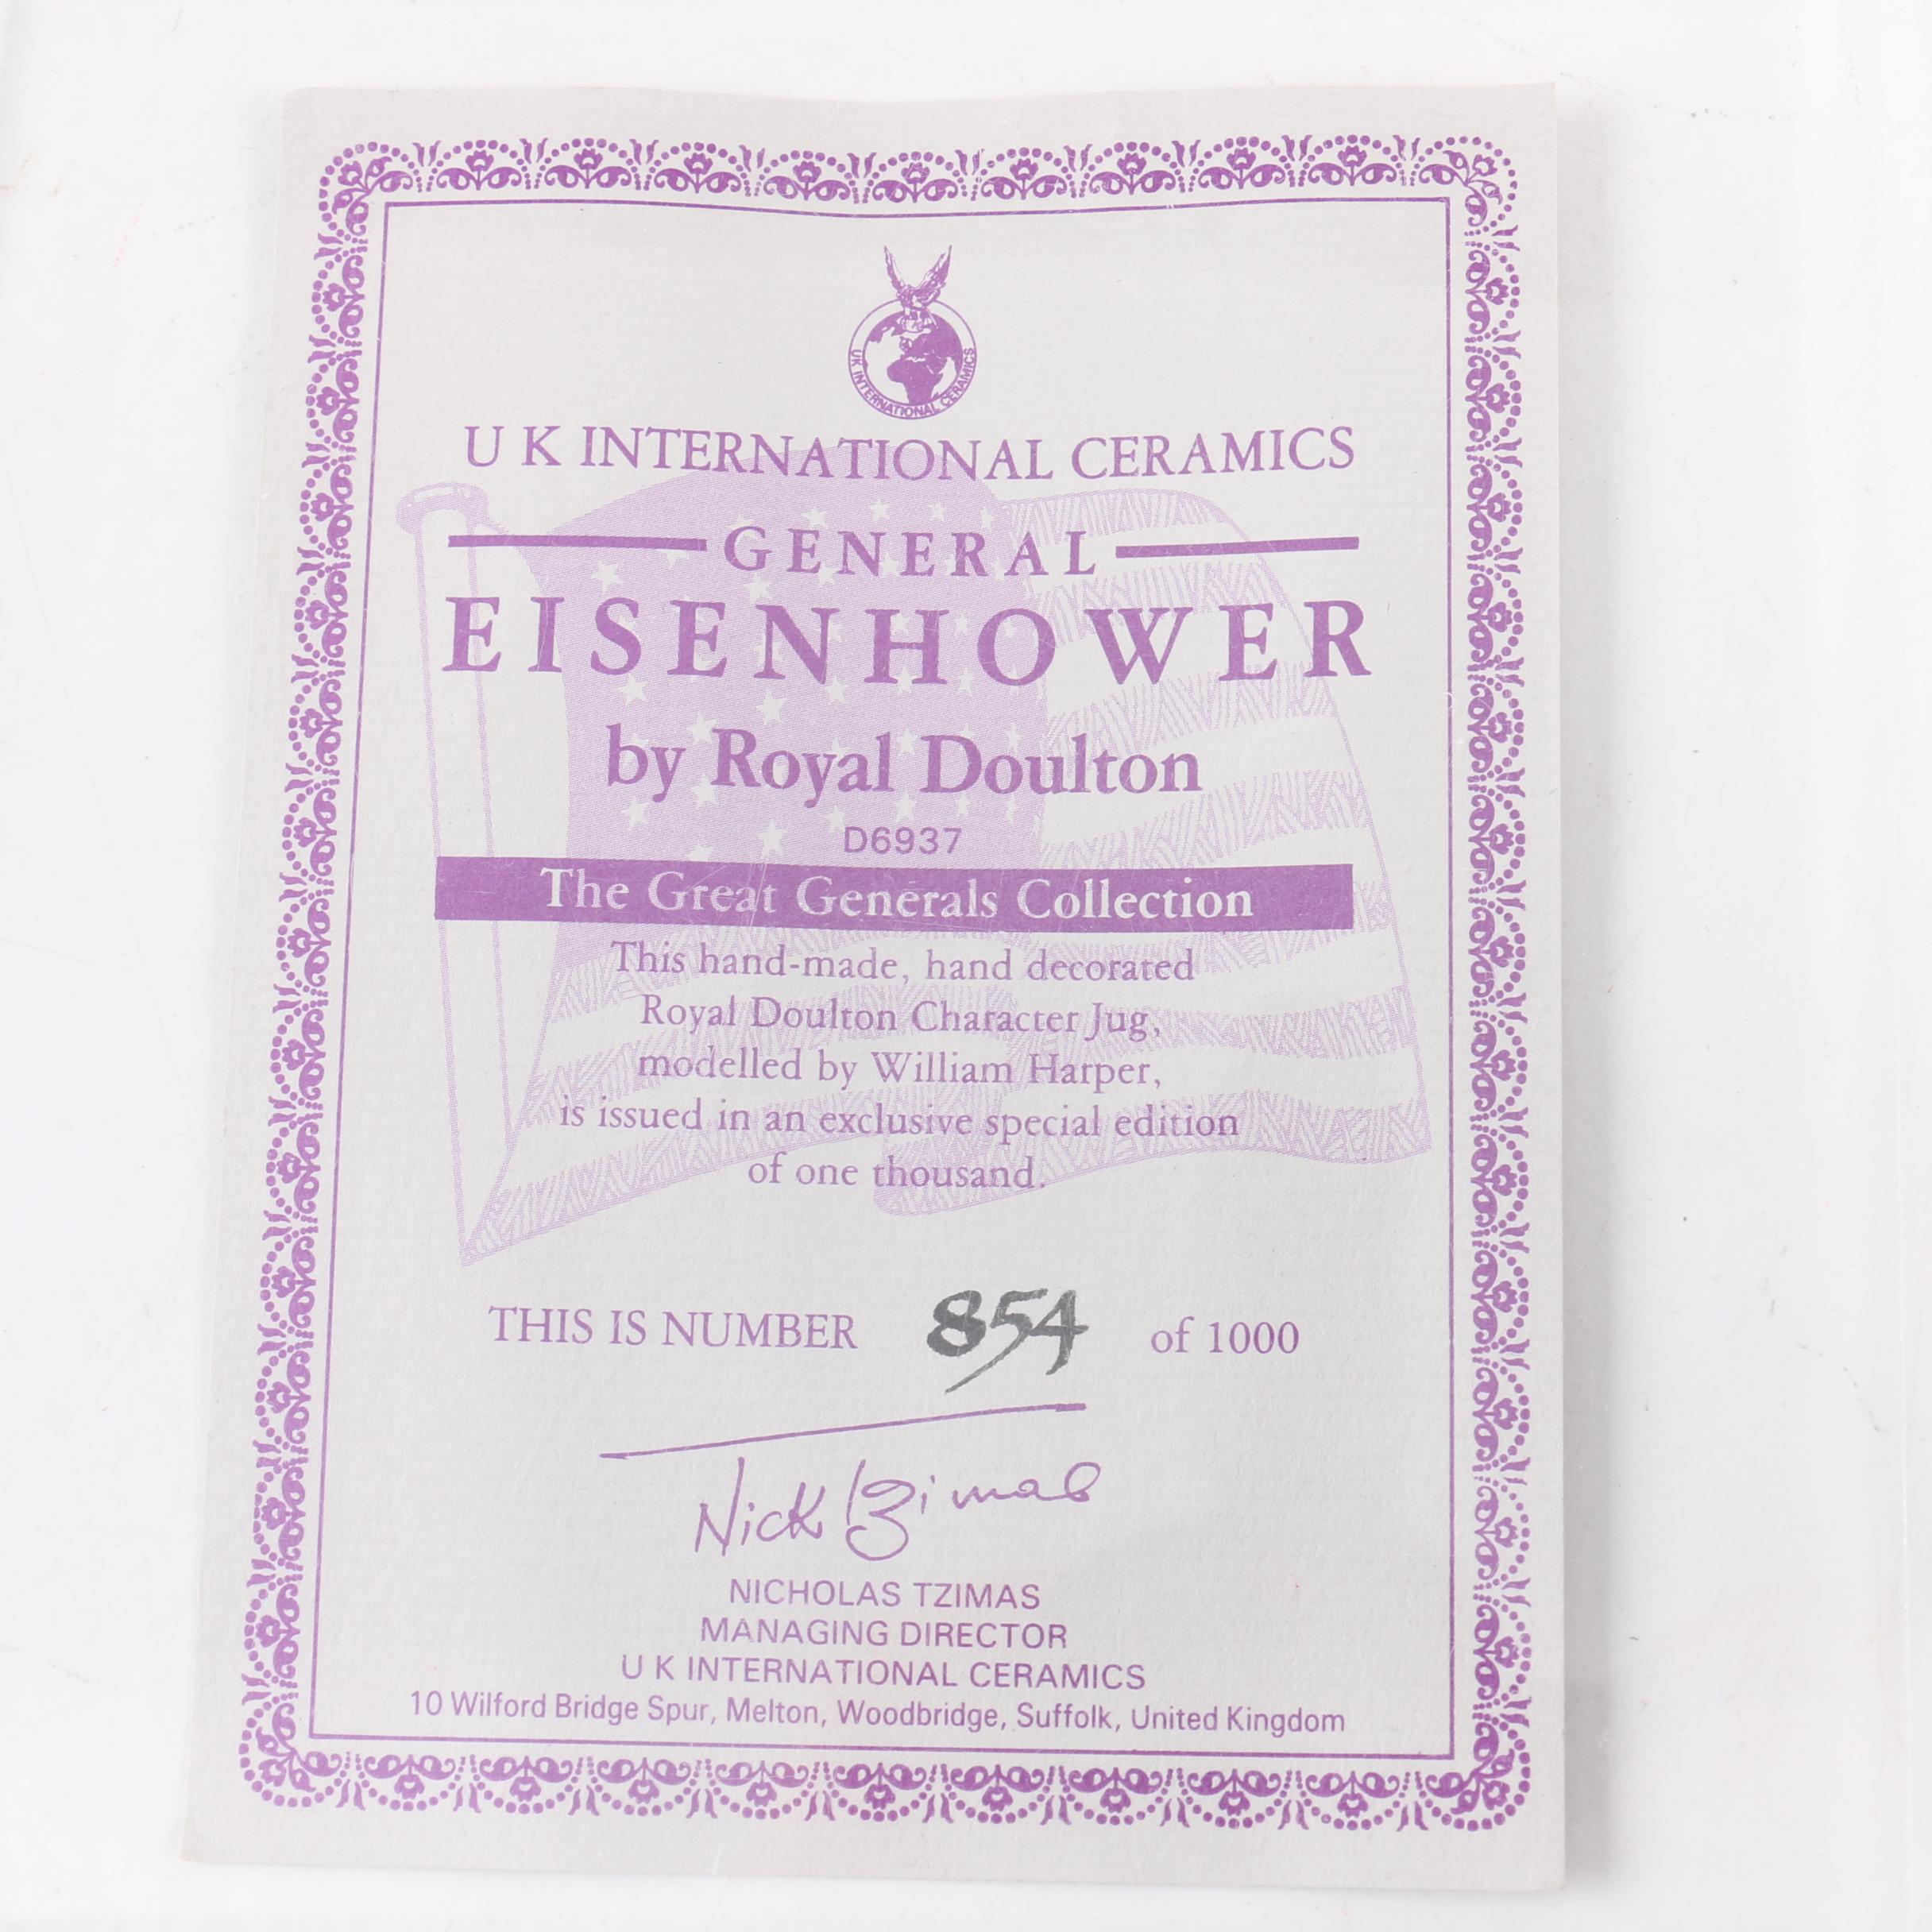 UK INTERNATIONAL CERAMICS
U K INTERNATIONAL CERAMICS
GENERAL
EISENHOWER
by Royal Doulton
D6937
The Great Generals Collection
This hand-made, hand decorated
Royal Doulton Character Jug,
modelled by William Harper,
is issued in an exclusive special edition
of one thousand.
THIS IS NUMBER 854 of 1000
Nick Tzimas
NICHOLAS TZIMAS
MANAGING DIRECTOR
U K INTERNATIONAL CERAMICS
10 Wilford Bridge Spur, Melton, Woodbridge, Suffolk, United Kingdom